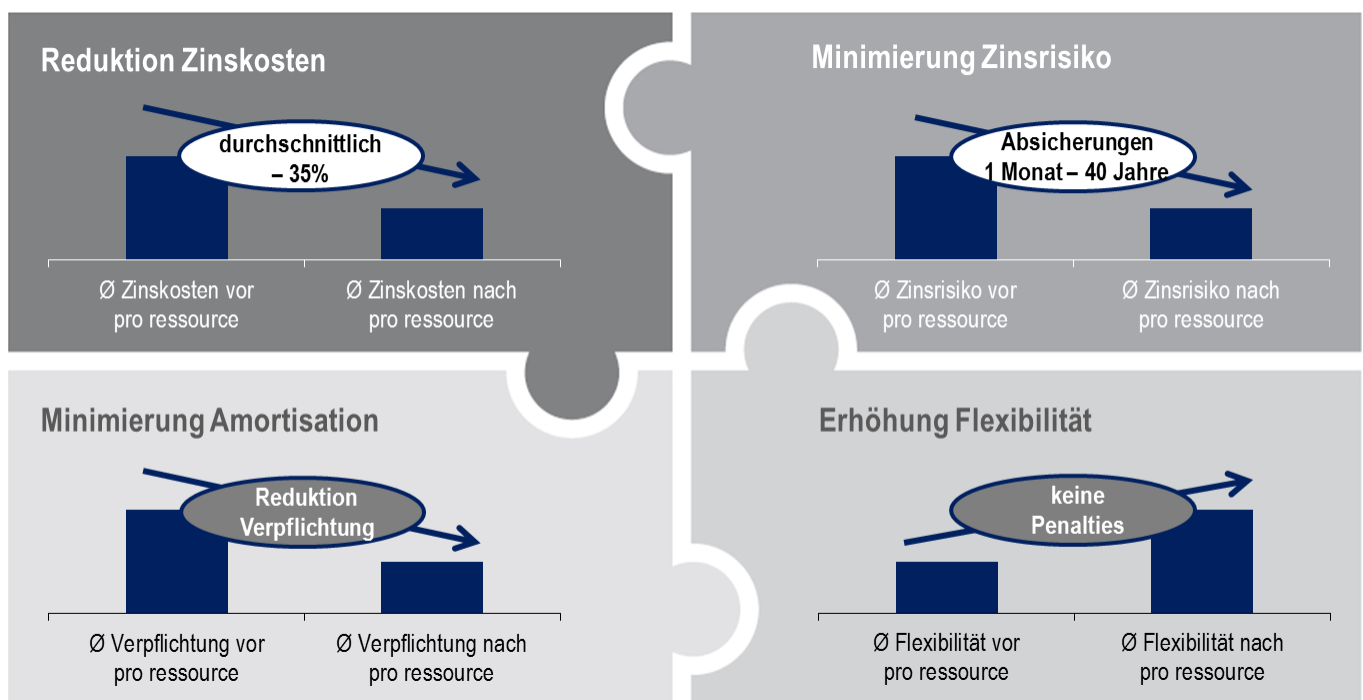 Reduktion Zinskosten
durchschnittlich
– 35%
Ø Zinskosten vor
pro ressource
Ø Zinskosten nach
pro ressource
Minimierung Zinsrisiko
Absicherungen
1 Monat – 40 Jahre
Ø Zinsrisiko vor
pro ressource
Ø Zinsrisiko nach
pro ressource
Minimierung Amortisation
Reduktion
Verpflichtung
Ø Verpflichtung vor
pro ressource
Ø Verpflichtung nach
pro ressource
Erhöhung Flexibilität
keine
Penalties
Ø Flexibilität vor
pro ressource
Ø Flexibilität nach
pro ressource